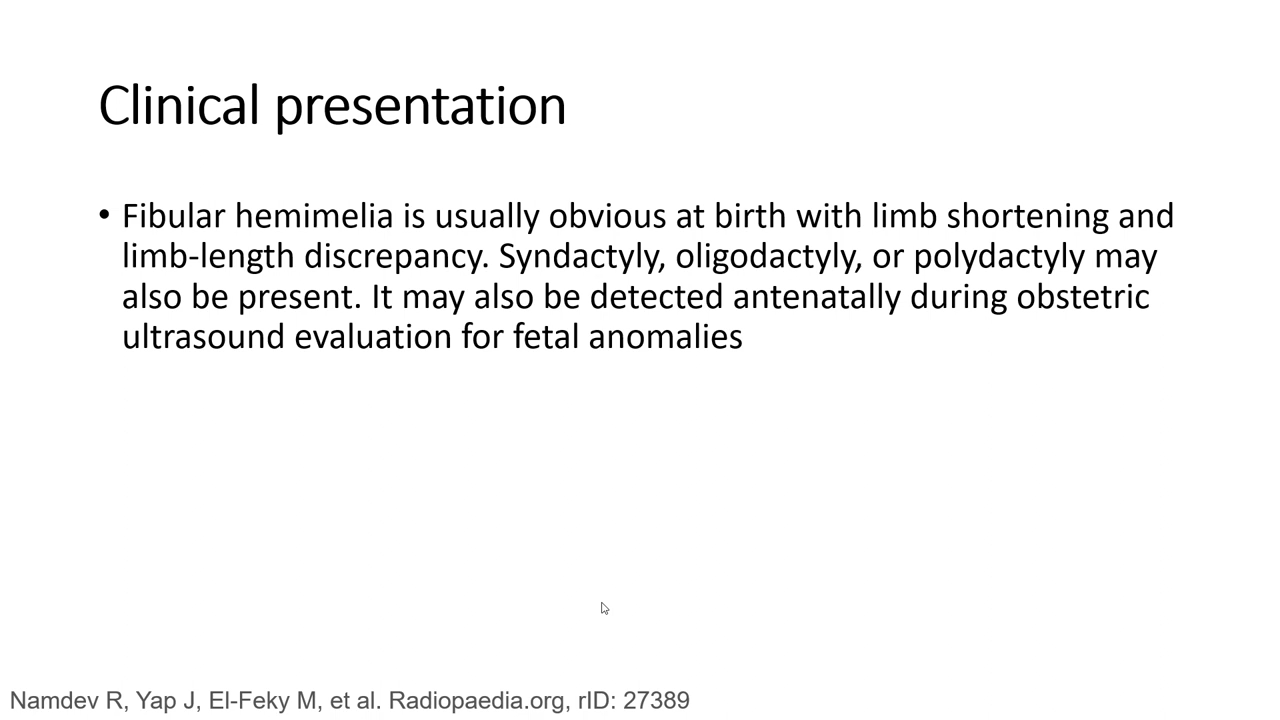 Clinical presentation
• Fibular hemimelia is usually obvious at birth with limb shortening and
limb-length discrepancy. Syndactyly, oligodactyly, or polydactyly may
also be present. It may also be detected antenatally during obstetric
ultrasound evaluation for fetal anomalies
Namdev R, Yap J, El-Feky M, et al. Radiopaedia.org, rID: 27389